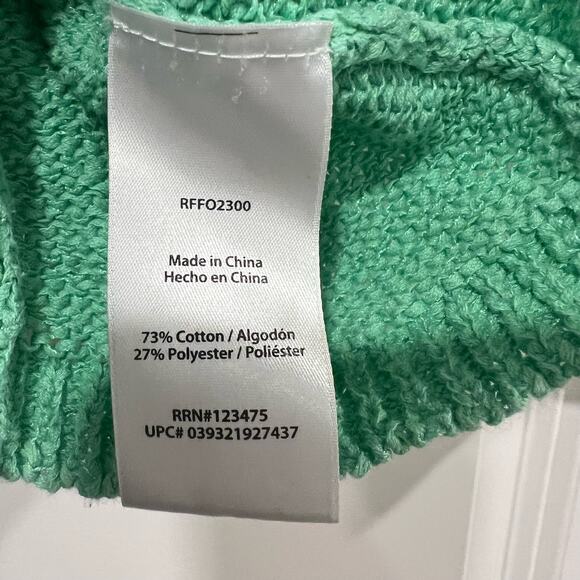 RFFO2300
Made in China
Hecho en China
73% Cotton / Algodón
27% Polyester / Poliéster
RRN#123475
UPC# 039321927437